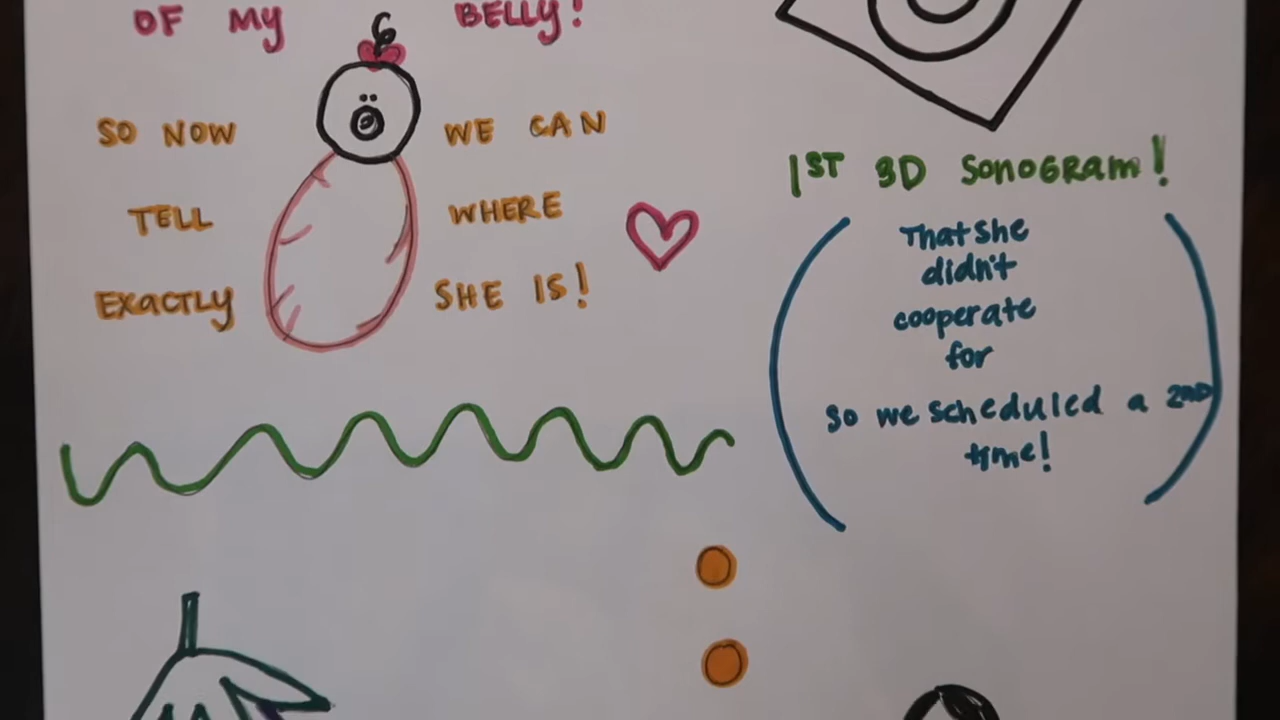 OF MY BELLY!
SO NOW WE CAN
TELL WHERE
EXACTLY SHE IS!
1ST 3D SONOGRAM!
That she
didn't
cooperate
for
so we scheduled a 2ND
time!